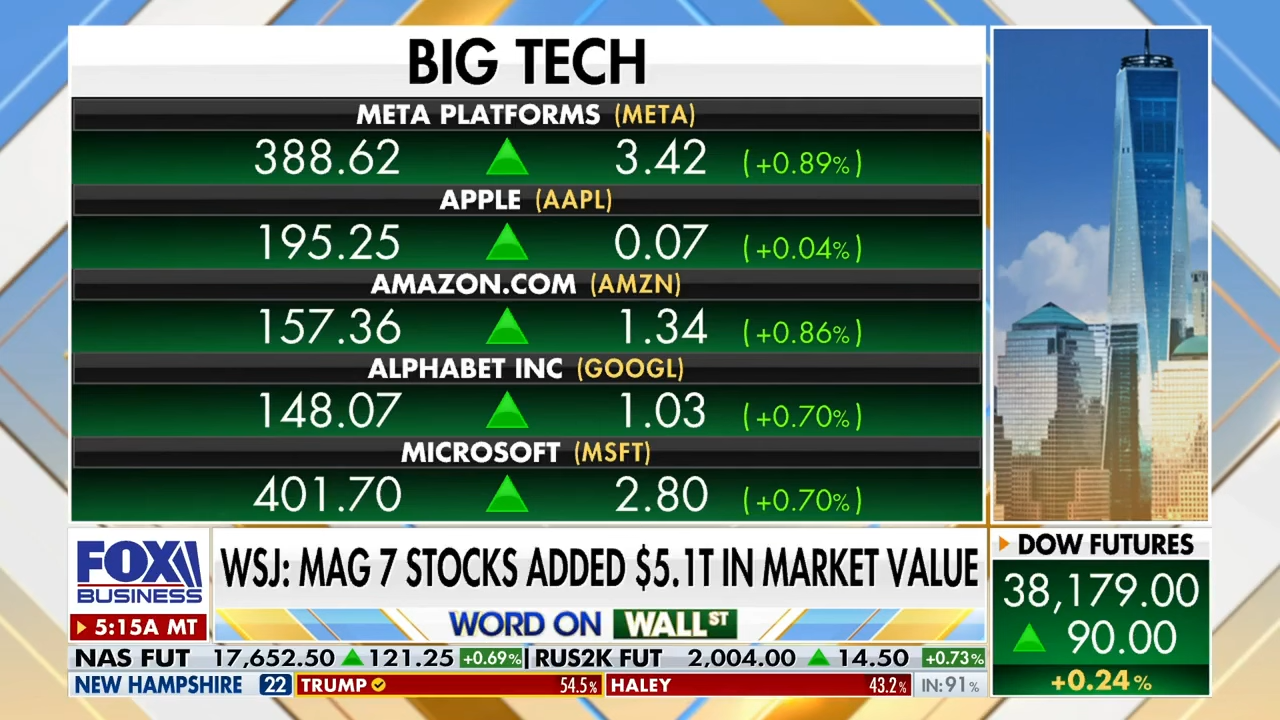 BIG TECH
META PLATFORMS (META)
388.62 ▲ 3.42 (+0.89%)
APPLE (AAPL)
195.25 ▲ 0.07 (+0.04%)
AMAZON.COM (AMZN)
157.36 ▲ 1.34 (+0.86%)
ALPHABET INC (GOOGL)
148.07 ▲ 1.03 (+0.70%)
MICROSOFT (MSFT)
401.70 ▲ 2.80 (+0.70%)
FOX BUSINESS
5:15A MT
WSJ: MAG 7 STOCKS ADDED $5.1T IN MARKET VALUE
WORD ON WALL ST
DOW FUTURES
38,179.00
▲ 90.00
+0.24%
NAS FUT 17,652.50 ▲ 121.25 +0.69% RUS2K FUT 2,004.00 ▲ 14.50 +0.73%
NEW HAMPSHIRE 22 TRUMP 54.5% HALEY 43.2% IN: 91%